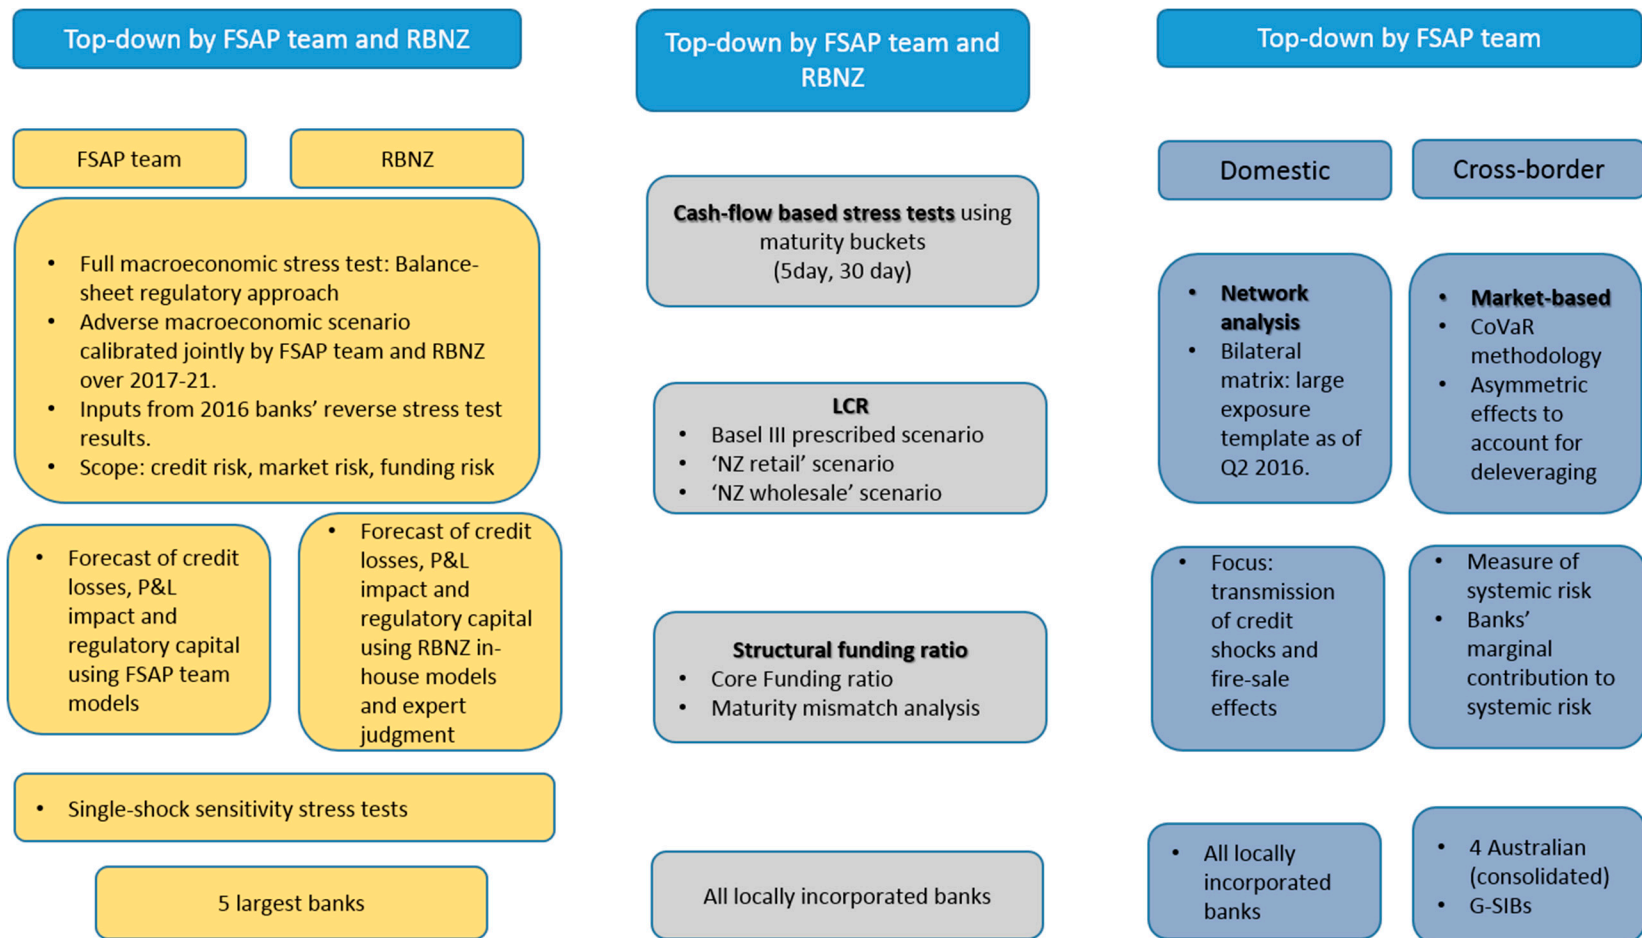 Top-down by FSAP team and RBNZ
FSAP team
RBNZ
• Full macroeconomic stress test: Balance-
sheet regulatory approach
• Adverse macroeconomic scenario
calibrated jointly by FSAP team and RBNZ
over 2017-21.
• Inputs from 2016 banks’ reverse stress test
results.
• Scope: credit risk, market risk, funding risk
• Forecast of credit
losses, P&L
impact and
regulatory capital
using FSAP team
models
• Forecast of credit
losses, P&L
impact and
regulatory capital
using RBNZ in-
house models
and expert
judgment
• Single-shock sensitivity stress tests
5 largest banks
Top-down by FSAP team and
RBNZ
Cash-flow based stress tests using
maturity buckets
(5day, 30 day)
LCR
• Basel III prescribed scenario
• ‘NZ retail’ scenario
• ‘NZ wholesale’ scenario
Structural funding ratio
• Core Funding ratio
• Maturity mismatch analysis
All locally incorporated banks
Top-down by FSAP team
Domestic
Cross-border
• Network
analysis
• Bilateral
matrix: large
exposure
template as of
Q2 2016.
• Market-based
• CoVaR
methodology
• Asymmetric
effects to
account for
deleveraging
• Focus:
transmission
of credit
shocks and
fire-sale
effects
• Measure of
systemic risk
• Banks’
marginal
contribution to
systemic risk
• All locally
incorporated
banks
• 4 Australian
(consolidated)
• G-SIBs